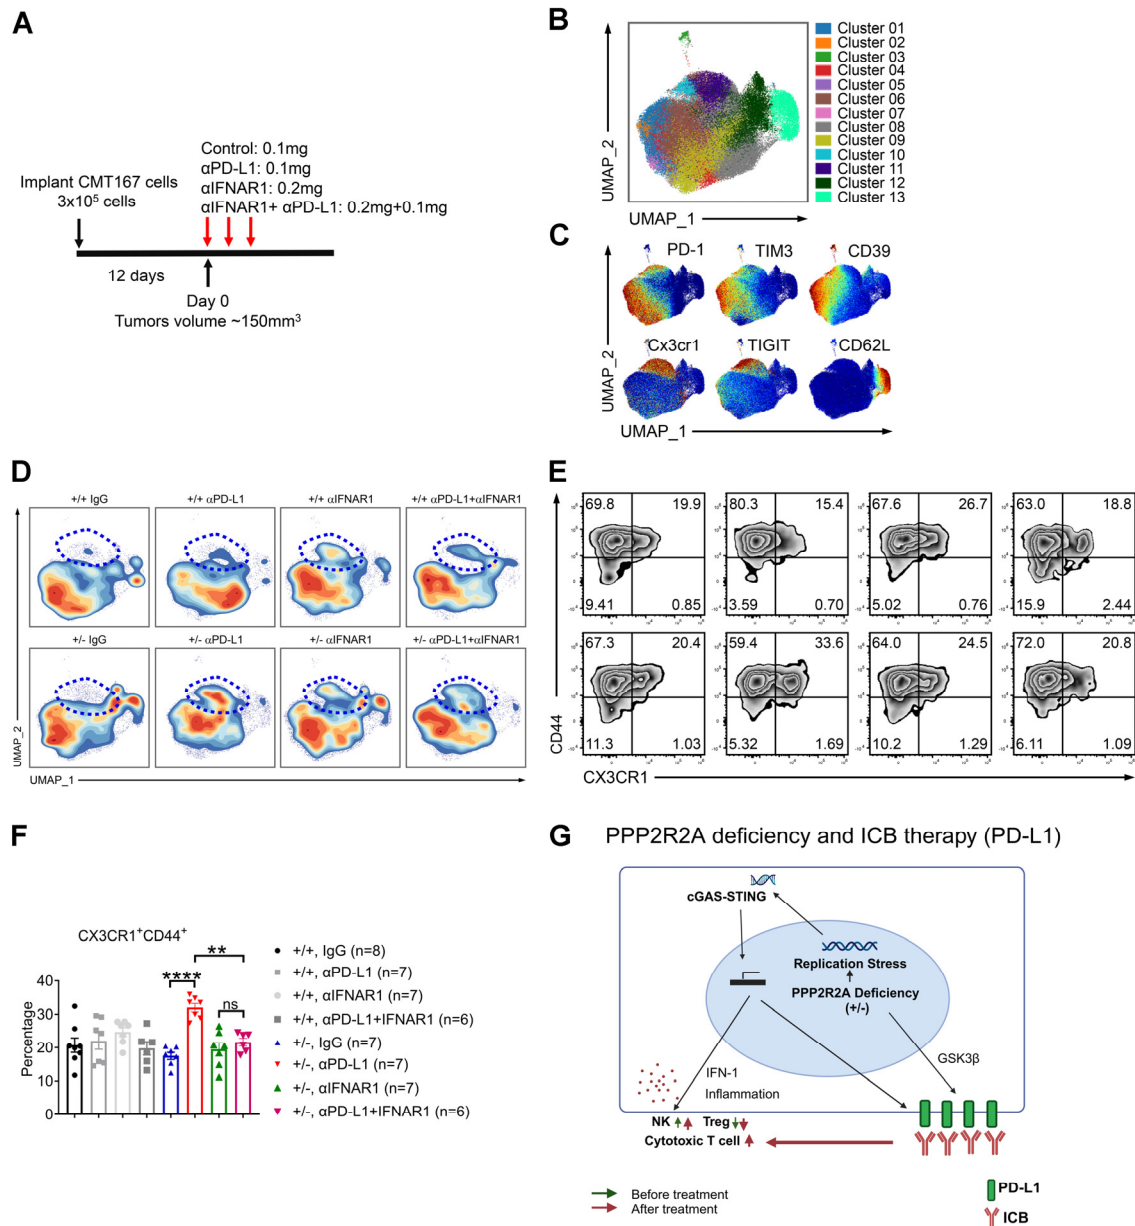 A
Control: 0.1mg
αPD-L1: 0.1mg
αIFNAR1: 0.2mg
αIFNAR1+ αPD-L1: 0.2mg+0.1mg
Implant CMT167 cells
3x10⁵ cells
12 days
Day 0
Tumors volume ~150mm³
B
UMAP_2
UMAP_1
Cluster 01
Cluster 02
Cluster 03
Cluster 04
Cluster 05
Cluster 06
Cluster 07
Cluster 08
Cluster 09
Cluster 10
Cluster 11
Cluster 12
Cluster 13
C
PD-1 TIM3 CD39
Cx3cr1 TIGIT CD62L
UMAP_2
UMAP_1
D
+/+ IgG +/+ αPD-L1 +/+ αIFNAR1 +/+ αPD-L1+αIFNAR1
+/- IgG +/- αPD-L1 +/- αIFNAR1 +/- αPD-L1+αIFNAR1
UMAP_2
UMAP_1
E
69.8 19.9 80.3 15.4 67.6 26.7 63.0 18.8
9.41 0.85 3.59 0.70 5.02 0.76 15.9 2.44
67.3 20.4 59.4 33.6 64.0 24.5 72.0 20.8
11.3 1.03 5.32 1.69 10.2 1.29 6.11 1.09
CD44
CX3CR1
F
CX3CR1⁺CD44⁺
**
****
ns
Percentage
40
30
20
10
0
+/+, IgG (n=8)
+/+, αPD-L1 (n=7)
+/+, αIFNAR1 (n=7)
+/+, αPD-L1+IFNAR1 (n=6)
+/-, IgG (n=7)
+/-, αPD-L1 (n=7)
+/-, αIFNAR1 (n=7)
+/-, αPD-L1+IFNAR1 (n=6)
G PPP2R2A deficiency and ICB therapy (PD-L1)
cGAS-STING
Replication Stress
PPP2R2A Deficiency
(+/-)
GSK3β
IFN-1
Inflammation
NK Treg
Cytotoxic T cell
Before treatment
After treatment
PD-L1
ICB